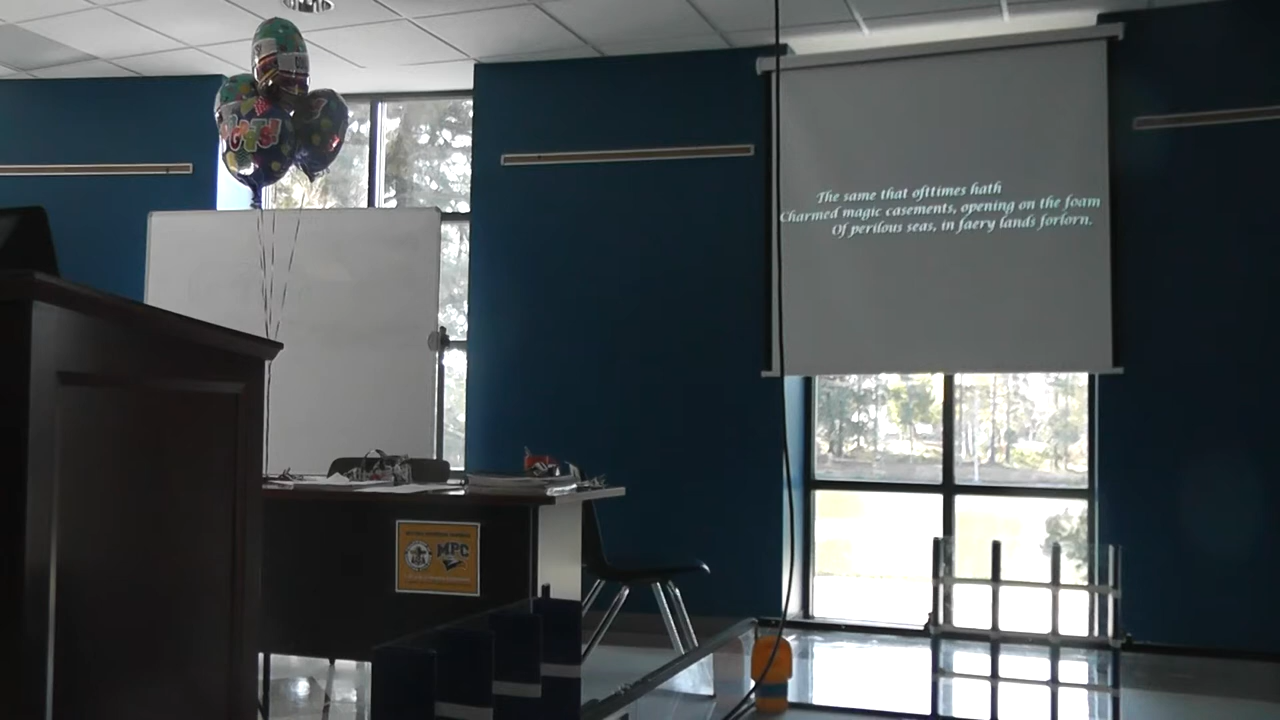 The same that ofttimes hath
Charmed magic casements, opening on the foam
Of perilous seas, in faery lands forlorn.
MPC